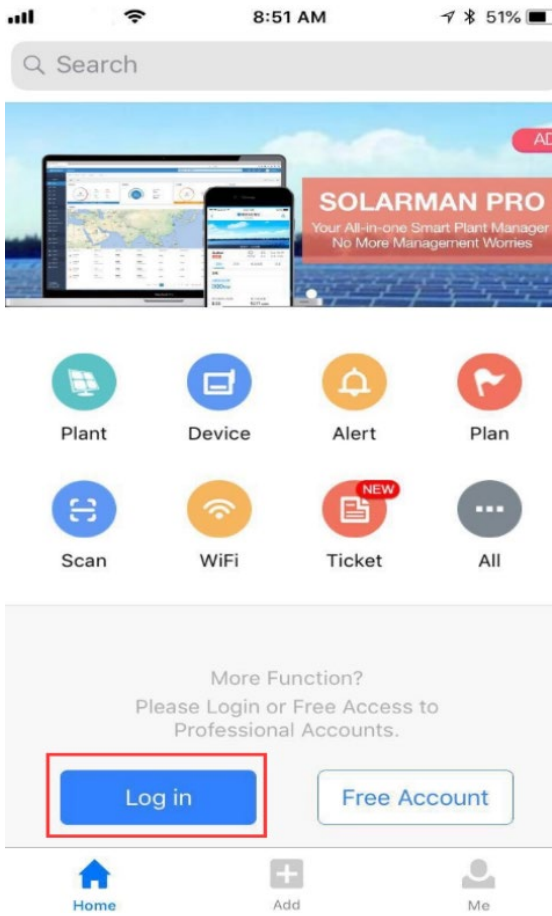 8:51 AM
51%
Search
AD
SOLARMAN PRO
Your All-in-one Smart Plant Manager
No More Management Worries
Plant
Device
Alert
Plan
NEW
Scan
WiFi
Ticket
All
More Function?
Please Login or Free Access to
Professional Accounts.
Log in
Free Account
Home
Add
Me